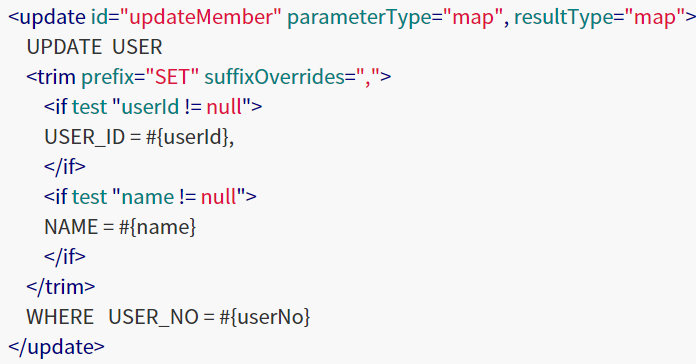 <update id="updateMember" parameterType="map", resultType="map">
UPDATE USER
<trim prefix="SET" suffixOverrides=",">
<if test "userId != null">
USER_ID = #{userId},
</if>
<if test "name != null">
NAME = #{name}
</if>
</trim>
WHERE USER_NO = #{userNo}
</update>